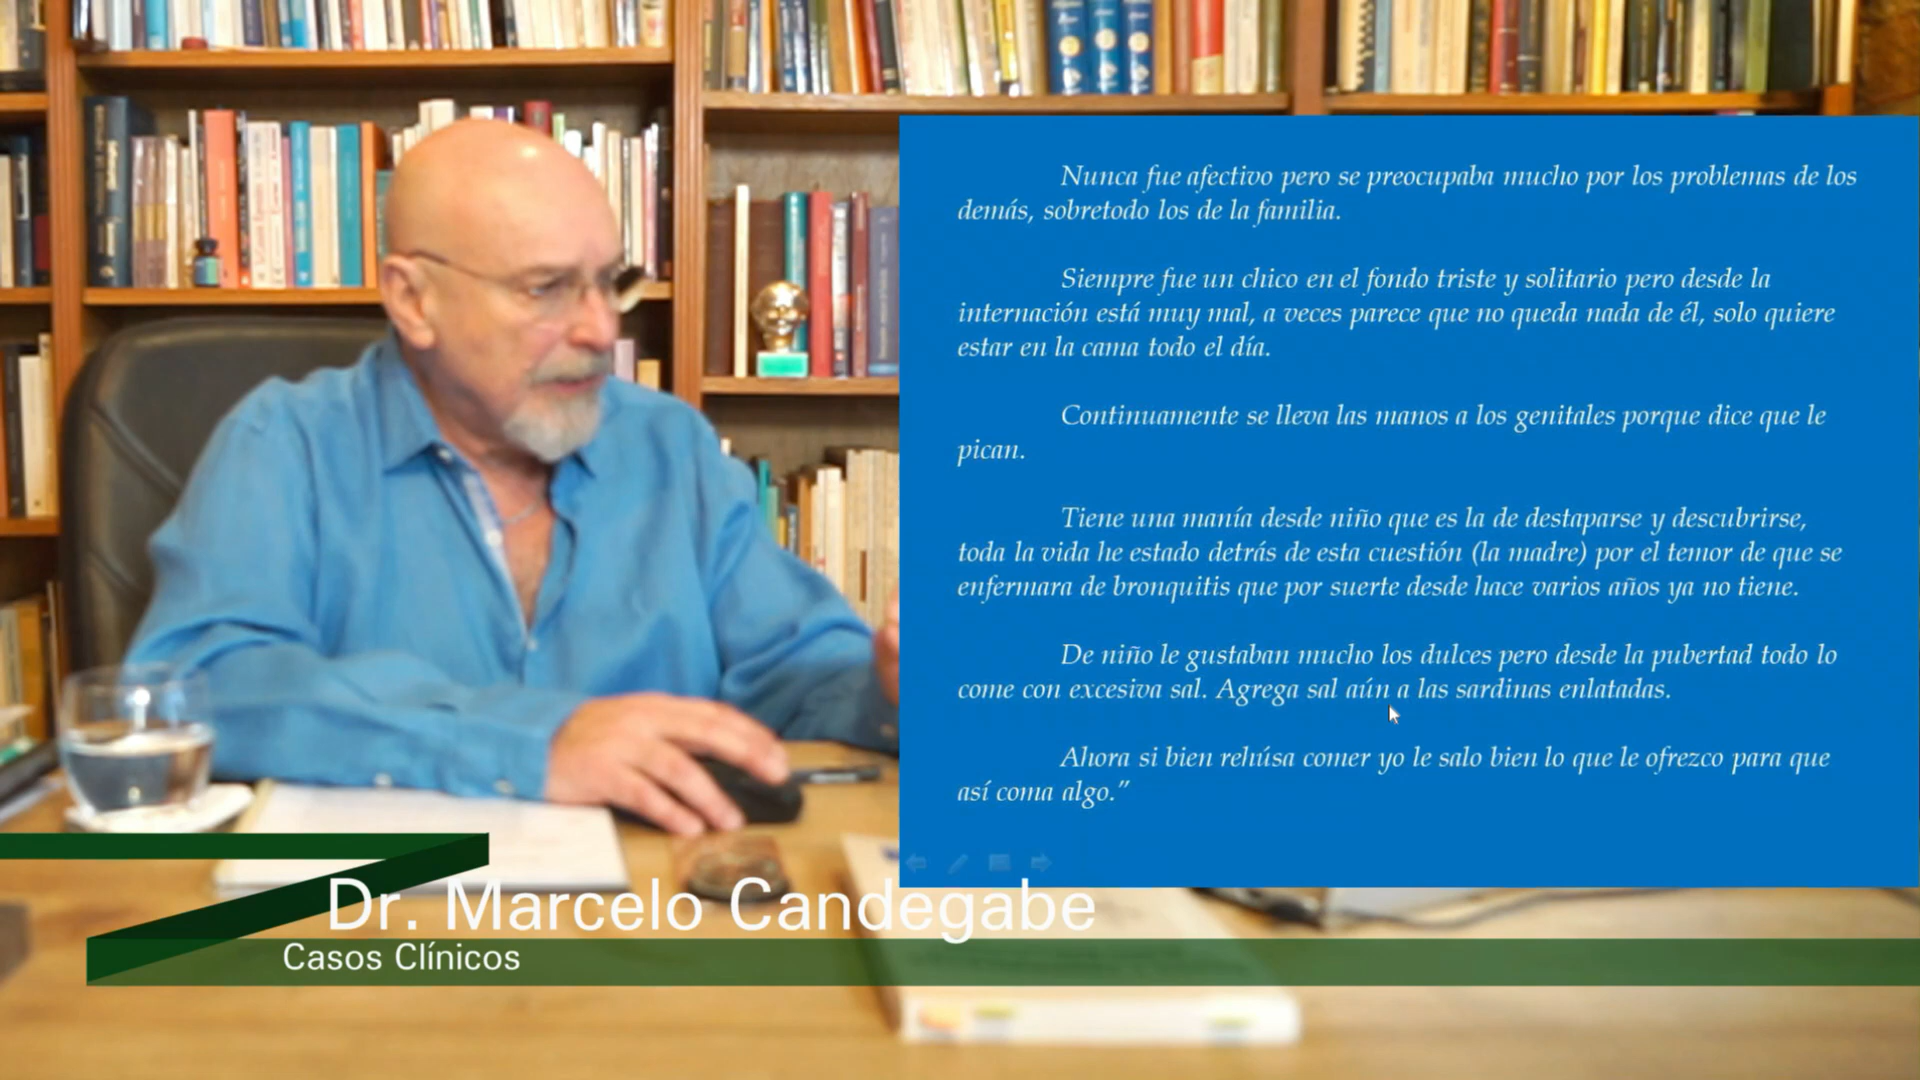 Nunca fue afectivo pero se preocupaba mucho por los problemas de los
demás, sobretodo los de la familia.
Siempre fue un chico en el fondo triste y solitario pero desde la
internación está muy mal, a veces parece que no queda nada de él, solo quiere
estar en la cama todo el día.
Continuamente se lleva las manos a los genitales porque dice que le
pican.
Tiene una manía desde niño que es la de destaparse y descubrirse,
toda la vida he estado detrás de esta cuestión (la madre) por el temor de que se
enfermara de bronquitis que por suerte desde hace varios años ya no tiene.
De niño le gustaban mucho los dulces pero desde la pubertad todo lo
come con excesiva sal. Agrega sal aún a las sardinas enlatadas.
Ahora si bien rehúsa comer yo le salo bien lo que le ofrezco para que
así coma algo.”
Dr. Marcelo Candegabe
Casos Clínicos